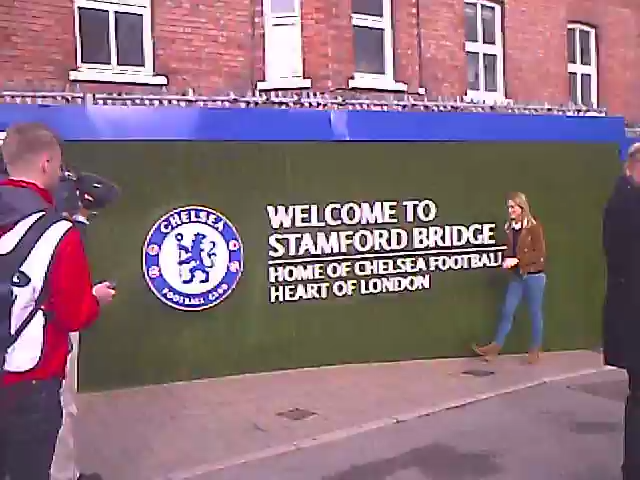 CHELSEA
FOOTBALL CLUB
WELCOME TO
STAMFORD BRIDGE
HOME OF CHELSEA FOOTBALL
HEART OF LONDON